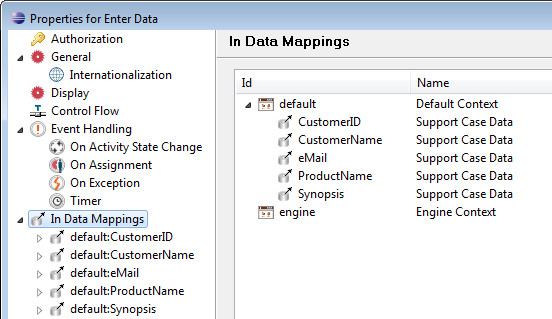 Properties for Enter Data
Authorization
General
Internationalization
Display
Control Flow
Event Handling
On Activity State Change
On Assignment
On Exception
Timer
In Data Mappings
default:CustomerID
default:CustomerName
default:eMail
default:ProductName
default:Synopsis
In Data Mappings
Id Name
default Default Context
CustomerID Support Case Data
CustomerName Support Case Data
eMail Support Case Data
ProductName Support Case Data
Synopsis Support Case Data
engine Engine Context